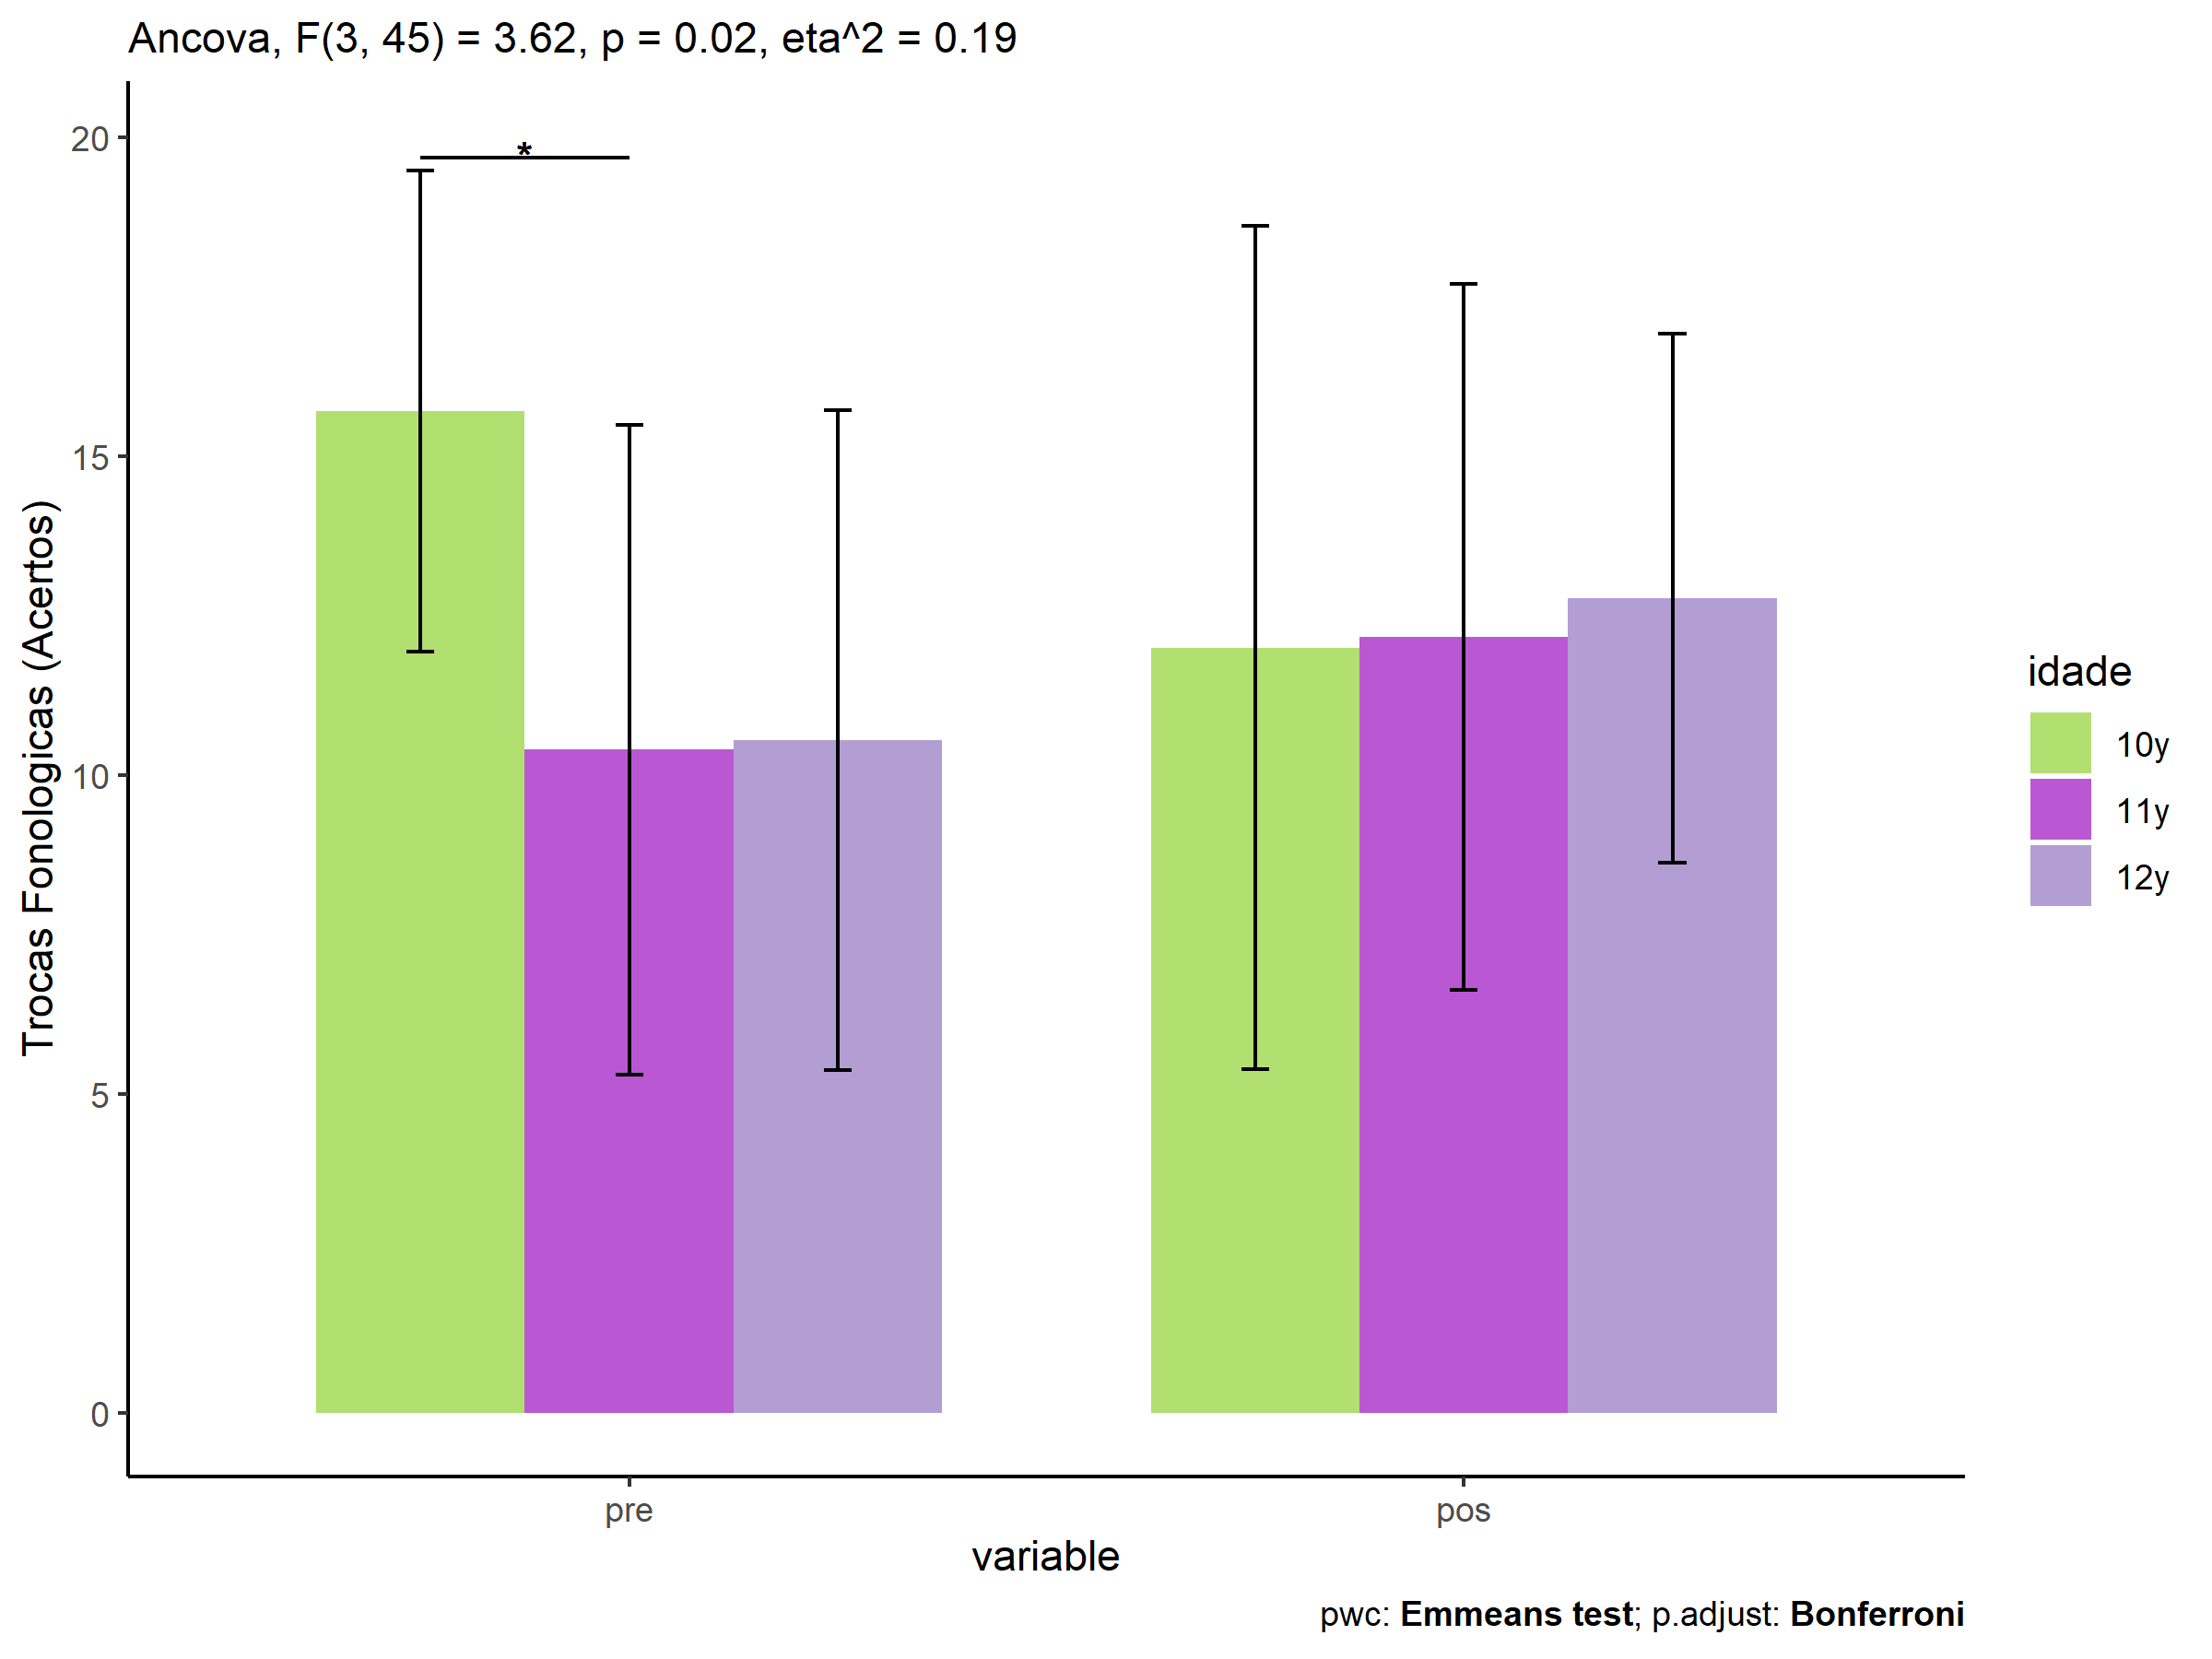 Ancova, F(3, 45) = 3.62, p = 0.02, eta^2 = 0.19
Trocas Fonologicas (Acertos)
20
15
10
5
0
*
pre
pos
variable
idade
10y
11y
12y
pwc: Emmeans test; p.adjust: Bonferroni